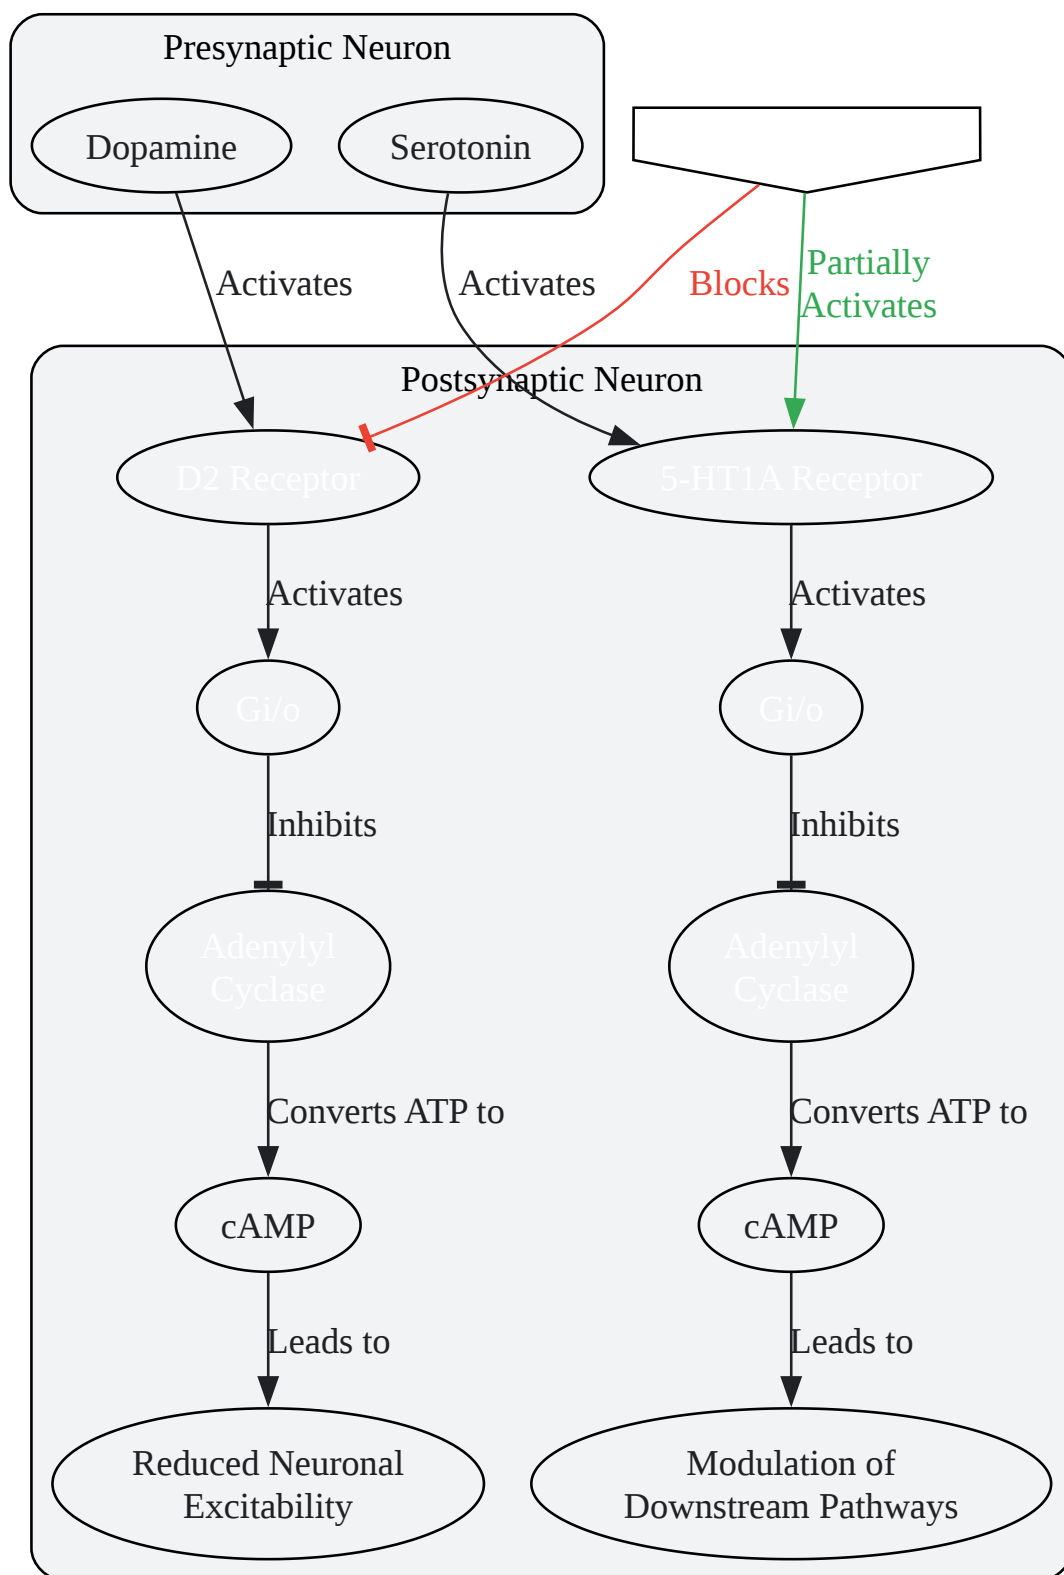 Presynaptic Neuron
Dopamine
Serotonin
Activates
Activates
Blocks
Partially
Activates
Postsynaptic Neuron
D2 Receptor
5-HT1A Receptor
Activates
Activates
Gi/o
Gi/o
Inhibits
Inhibits
Adenylyl
Cyclase
Adenylyl
Cyclase
Converts ATP to
Converts ATP to
cAMP
cAMP
Leads to
Leads to
Reduced Neuronal
Excitability
Modulation of
Downstream Pathways